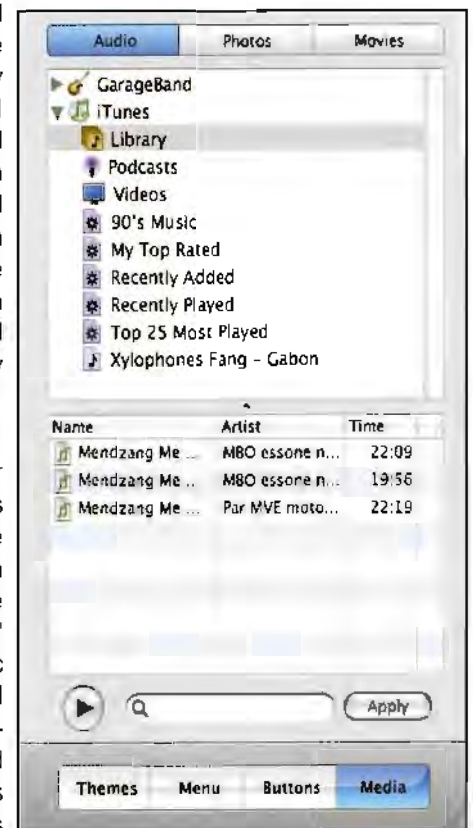 Audio Photos Movies
GarageBand
iTunes
Library
Podcasts
Videos
90's Music
My Top Rated
Recently Added
Recently Played
Top 25 Most Played
Xylophones Fang - Gabon
Name Artist Time
Mendzang Me ... MBO essone n... 22:09
Mendzang Me ... MBO essone n... 19:56
Mendzang Me ... Par MVE moto... 22:19
Apply
Themes Menu Buttons Media